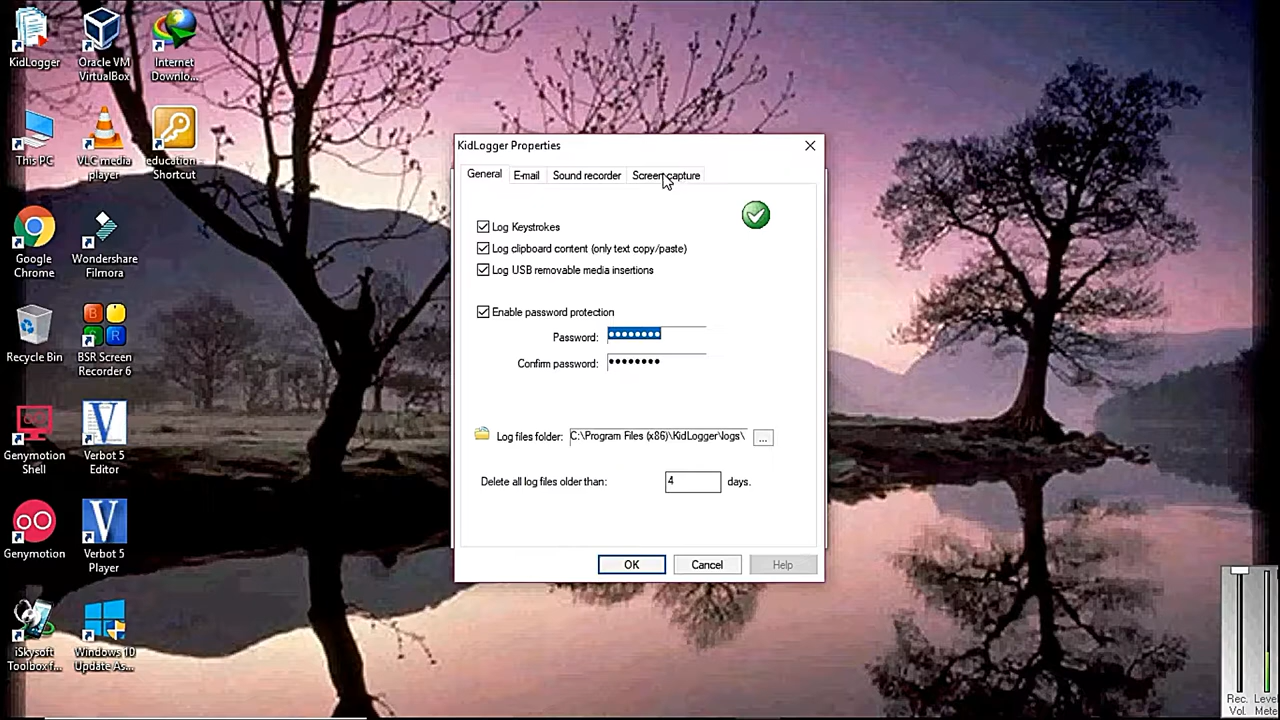 KidLogger
Oracle VM
VirtualBox
Internet
Downlo...
This PC
VLC media
player
education -
Shortcut
Google
Chrome
Wondershare
Filmora
Recycle Bin
BSR Screen
Recorder 6
Genymotion
Shell
Verbot 5
Editor
Genymotion
Verbot 5
Player
iSkysoft
Toolbox f...
Windows 10
Update As...
KidLogger Properties
General
E-mail
Sound recorder
Screen capture
Log Keystrokes
Log clipboard content (only text copy/paste)
Log USB removable media insertions
Enable password protection
Password:
Confirm password:
Log files folder: C:\Program Files (x86)\KidLogger\logs\ ...
Delete all log files older than: 4 days.
OK
Cancel
Help
Rec. Level
Vol. Mete